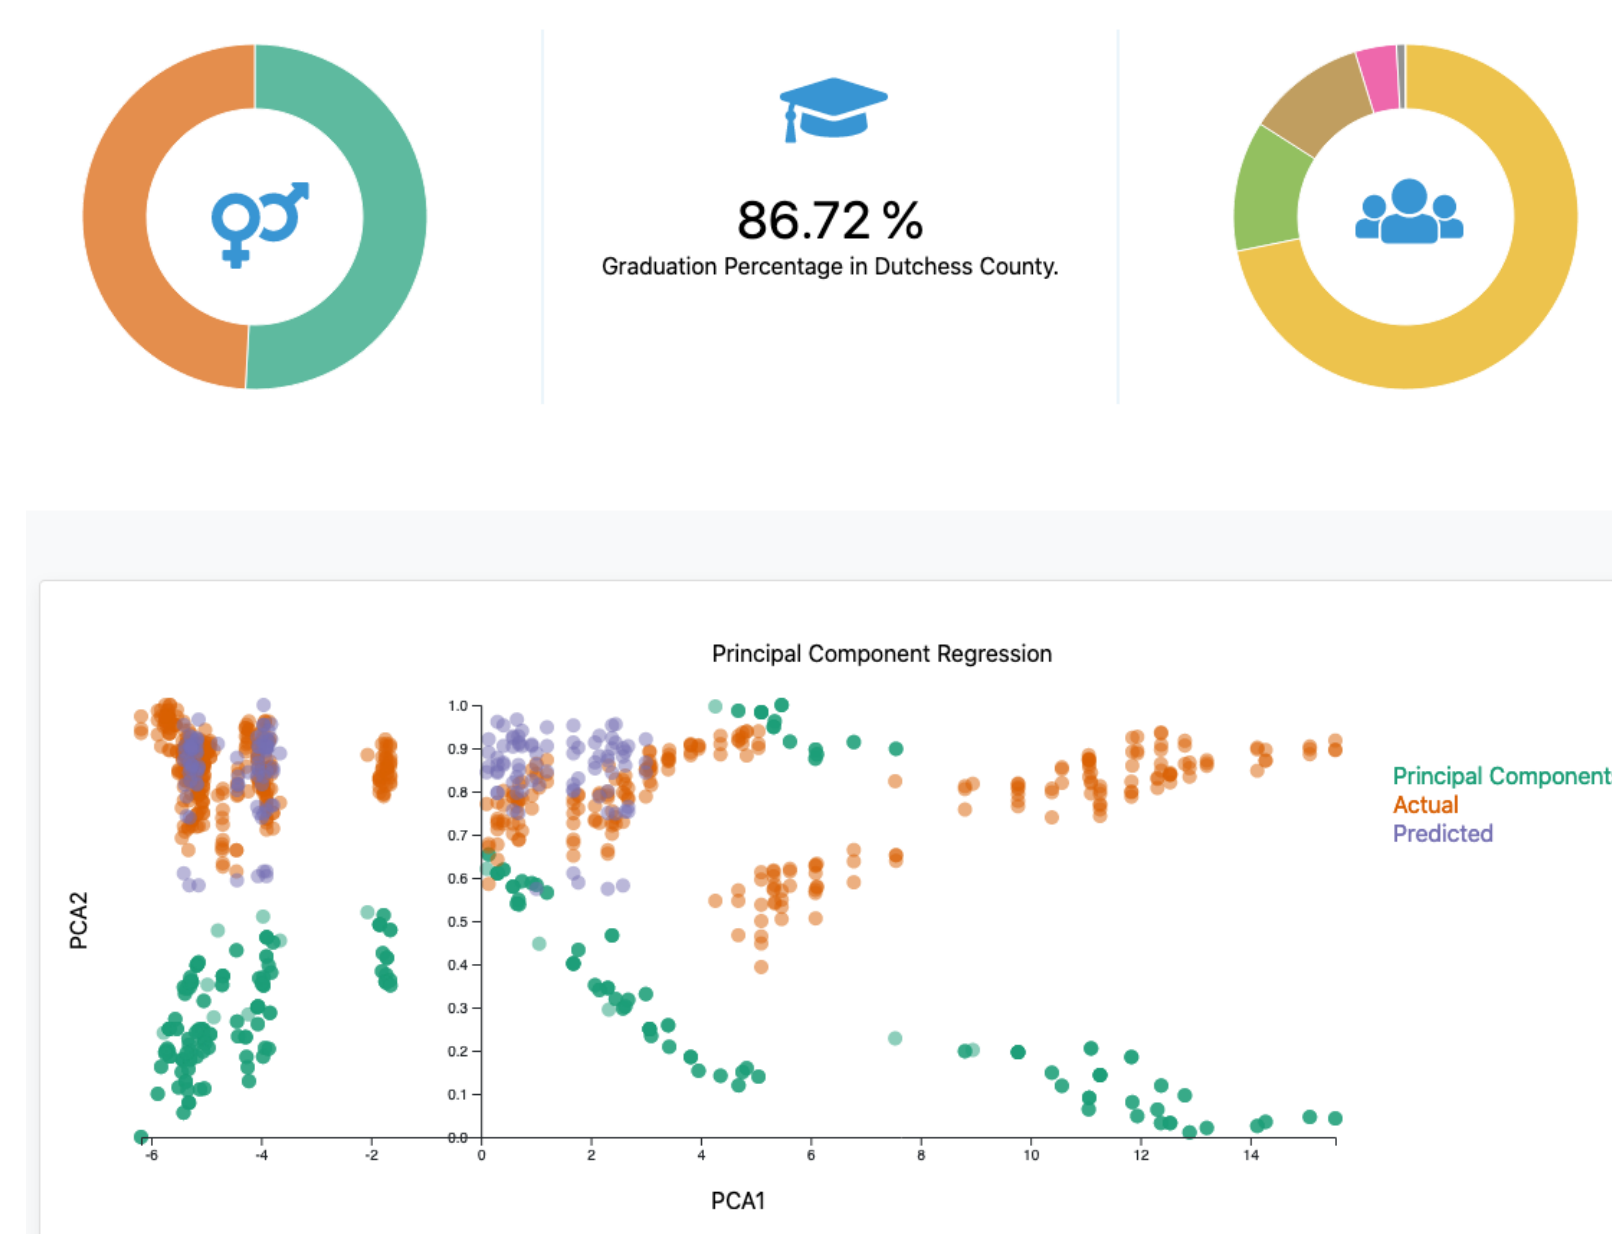 86.72 %
Graduation Percentage in Dutchess County.
Principal Component Regression
1.0
0.9
0.8
0.7
0.6
0.5
0.4
0.3
0.2
0.1
0.0
PCA2
-6 -4 -2 0 2 4 6 8 10 12 14
PCA1
Principal Component
Actual
Predicted